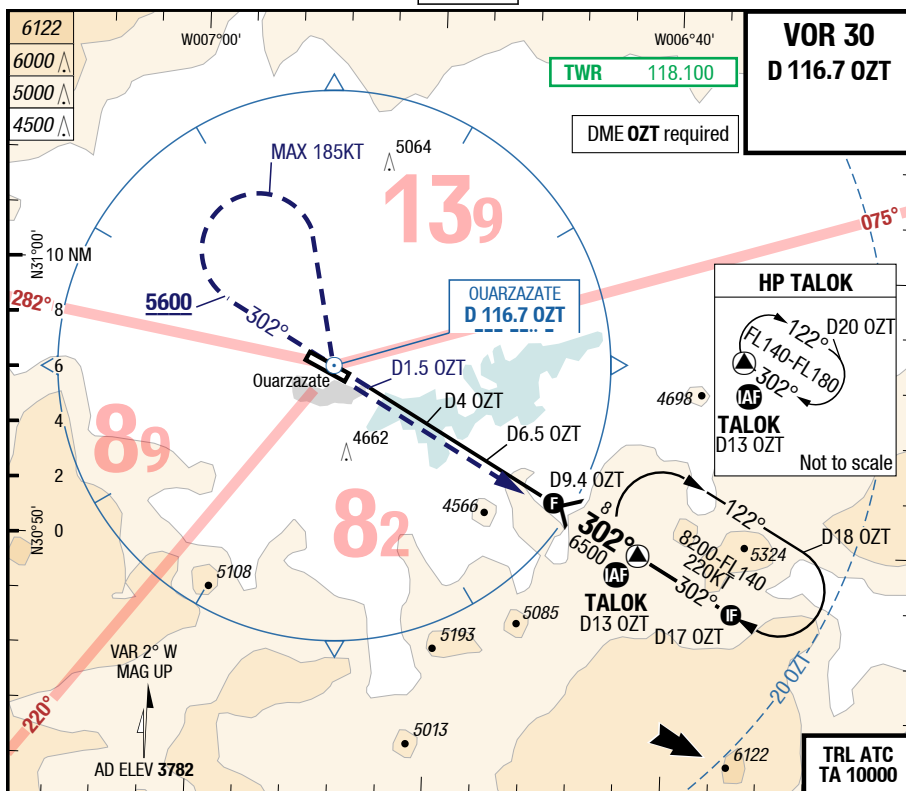 6122
6000
5000
4500
W007°00'
W006°40'
VOR 30
D 116.7 OZT
TWR 118.100
DME OZT required
MAX 185KT
5064
139
075°
N31°00'
10 NM
8
6
4
2
0
N30°50'
282°
5600
302°
OUARZAZATE
D 116.7 OZT
Ouarzazate
D1.5 OZT
D4 OZT
D6.5 OZT
D9.4 OZT
HP TALOK
D20 OZT
122°
FL140-FL180
302°
IAF
TALOK
D13 OZT
Not to scale
4698
4662
89
82
4566
F
8
302°
6500
122°
D18 OZT
8200-FL140
220KT
5324
302°
IAF
TALOK
D13 OZT
IF
D17 OZT
5108
5085
5193
VAR 2° W
MAG UP
220°
5013
AD ELEV 3782
20 OZT
6122
TRL ATC
TA 10000